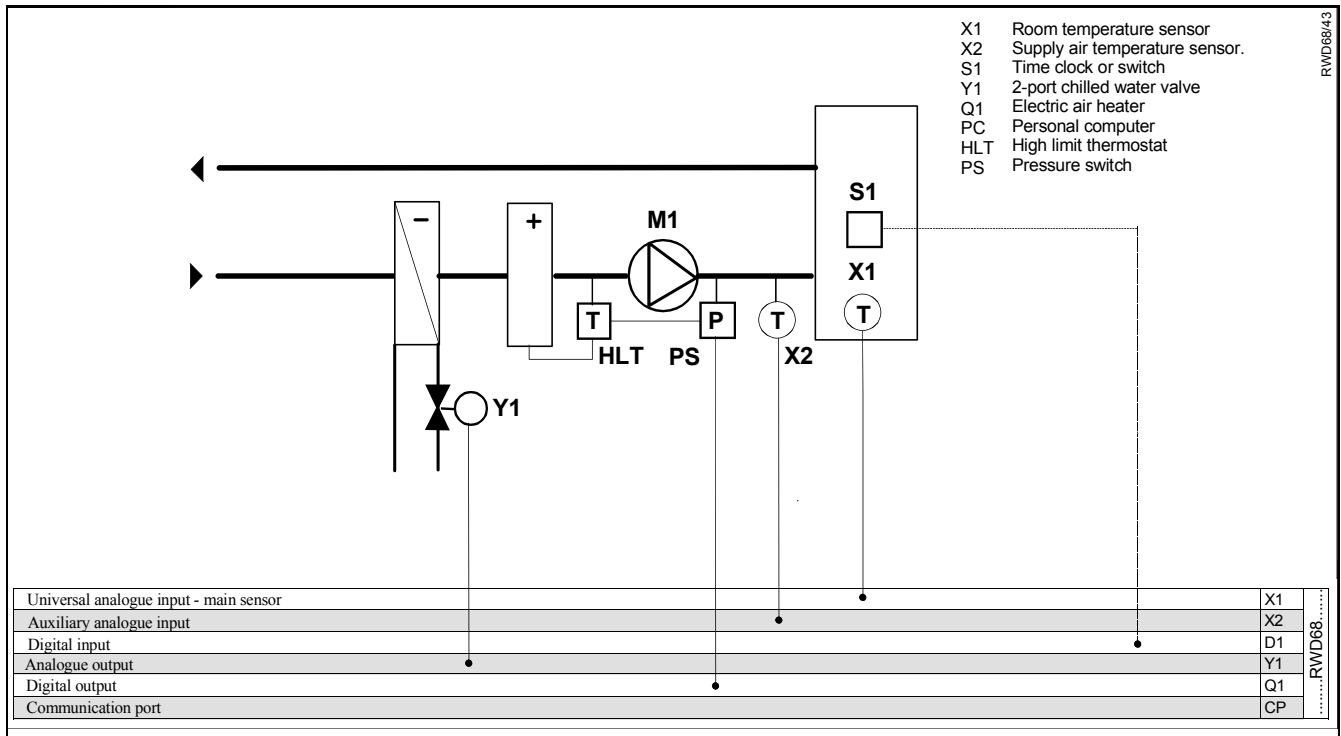 X1 Room temperature sensor
X2 Supply air temperature sensor.
S1 Time clock or switch
Y1 2-port chilled water valve
Q1 Electric air heater
PC Personal computer
HLT High limit thermostat
PS Pressure switch
RWD68/43
S1
- + M1
X1
T P T T
HLT PS X2
Y1
Universal analogue input - main sensor X1
Auxiliary analogue input X2
Digital input D1
Analogue output Y1
Digital output Q1
Communication port CP
........RWD68......